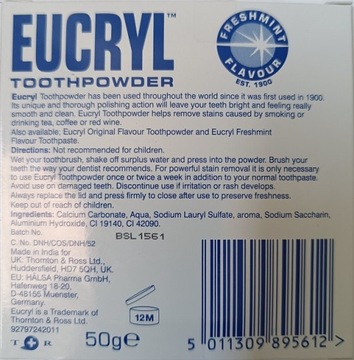 EUCRYL™
TOOTHPOWDER
FRESHMINT
FLAVOUR
EST. 1900
Eucryl Toothpowder has been used throughout the world since it was first used in 1900.
Its unique and thorough polishing action will leave your teeth bright and feeling really
smooth and clean. Eucryl Toothpowder helps remove stains caused by smoking or
drinking tea, coffee or red wine.
Also available; Eucryl Original Flavour Toothpowder and Eucryl Freshmint
Flavour Toothpaste.
Directions: Not recommended for children.
Wet your toothbrush, shake off surplus water and press into the powder. Brush your
teeth the way your dentist recommends. For powerful stain removal it is only necessary
to use Eucryl Toothpowder once or twice a week in addition to your normal toothpaste.
Avoid use on damaged teeth. Discontinue use if irritation or rash develops.
Always replace the lid and press firmly to close after use to preserve freshness.
Keep out of reach of children.
Ingredients: Calcium Carbonate, Aqua, Sodium Lauryl Sulfate, aroma, Sodium Saccharin,
Aluminium Hydroxide, CI 19140, CI 42090.
Batch No.
BSL1561
C. No. DNH/COS/DNH/52
Made in India for
UK: Thornton & Ross Ltd.,
Huddersfield, HD7 5QH, UK.
EU: HALSA Pharma GmbH,
Hafenweg 18-20,
D-48155 Muenster,
Germany.
Eucryl is a Trademark of
Thornton & Ross Ltd.
92797242011
T + R
12M
50g e
5 011309 895612 >